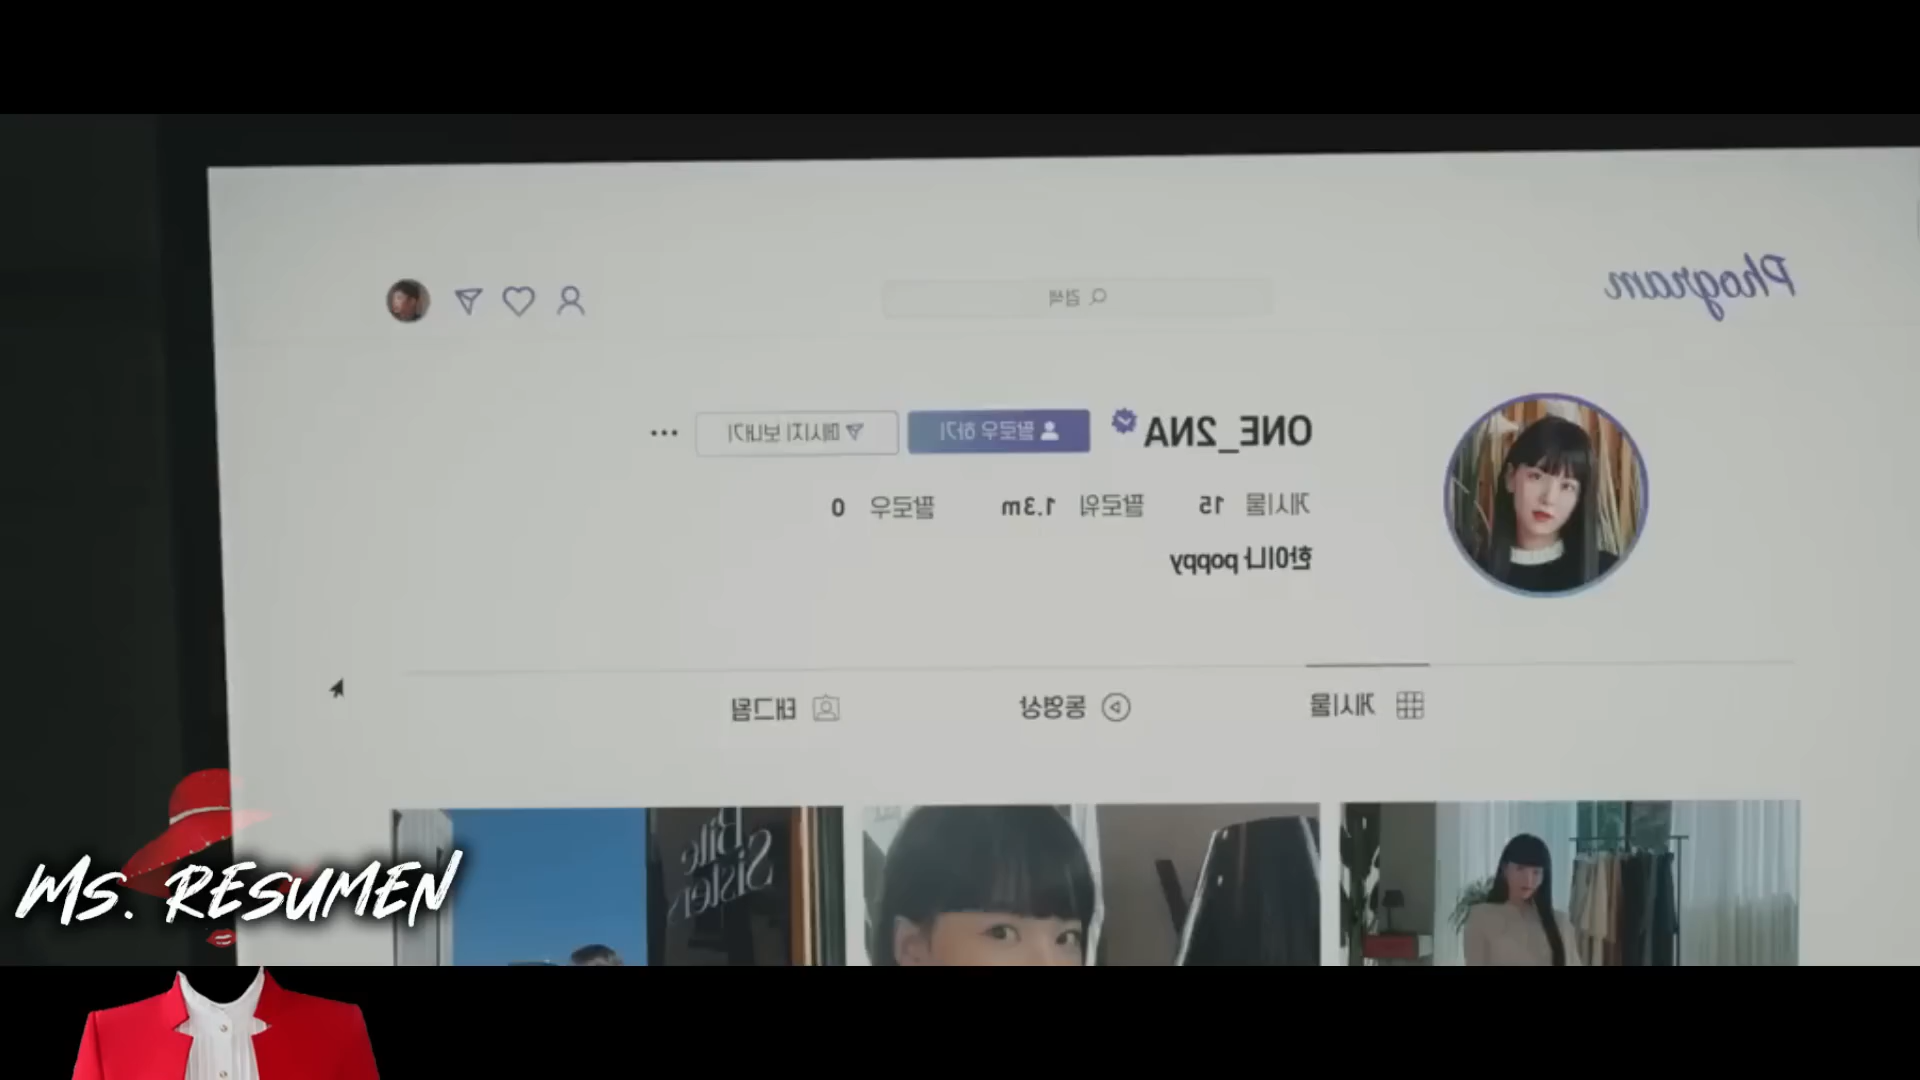 Phogram
검색
ONE_2NA
팔로우 하기
메시지 보내기
게시물 15
팔로워 1.3m
팔로우 0
한이나 poppy
게시물
동영상
태그됨
Bite
Sisters
MS. RESUMEN